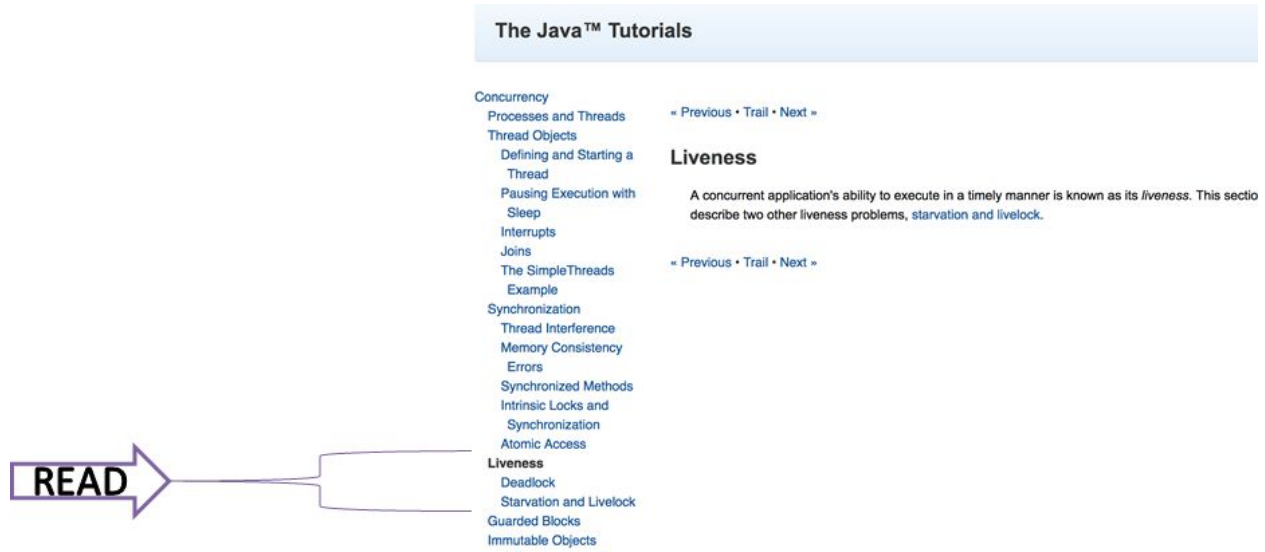 The Java™ Tutorials
Concurrency
Processes and Threads
Thread Objects
Defining and Starting a
Thread
Pausing Execution with
Sleep
Interrupts
Joins
The SimpleThreads
Example
Synchronization
Thread Interference
Memory Consistency
Errors
Synchronized Methods
Intrinsic Locks and
Synchronization
Atomic Access
Liveness
Deadlock
Starvation and Livelock
Guarded Blocks
Immutable Objects
« Previous • Trail • Next »
Liveness
A concurrent application's ability to execute in a timely manner is known as its liveness. This sectio
describe two other liveness problems, starvation and livelock.
« Previous • Trail • Next »
READ